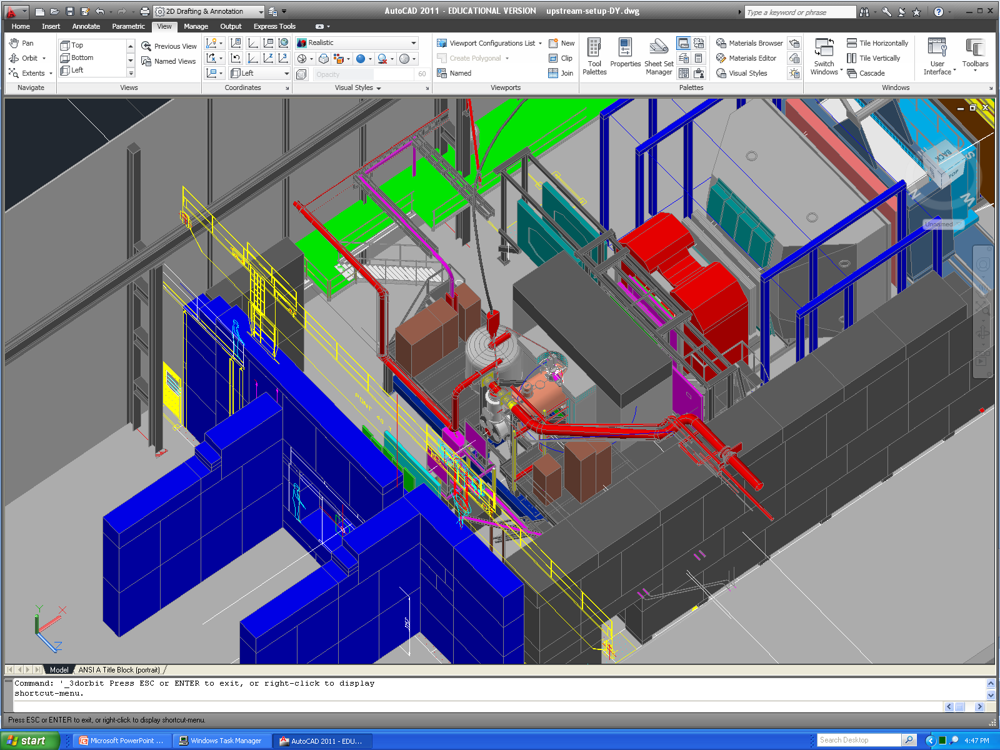 2D Drafting & Annotation
AutoCAD 2011 - EDUCATIONAL VERSION upstream-setup-DY.dwg
Type a keyword or phrase
Home Insert Annotate Parametric View Manage Output Express Tools
Pan
Orbit
Extents
Navigate
Top
Bottom
Left
Previous View
Named Views
Views
Left
Coordinates
Realistic
Opacity 60
Visual Styles
Viewport Configurations List
Create Polygonal
Named
New
Clip
Join
Viewports
Tool Palettes
Properties
Sheet Set Manager
Materials Browser
Materials Editor
Visual Styles
Palettes
Switch Windows
Tile Horizontally
Tile Vertically
Cascade
User Interface
Toolbars
Windows
BACK
TOP
S
N
Unnamed
Y
X
Z
Model
ANSI A Title Block (portrait)
Command: '_3dorbit Press ESC or ENTER to exit, or right-click to display
shortcut-menu.
Press ESC or ENTER to exit, or right-click to display shortcut-menu.
start
Microsoft PowerPoint ...
Windows Task Manager
AutoCAD 2011 - EDU...
Search Desktop
4:47 PM